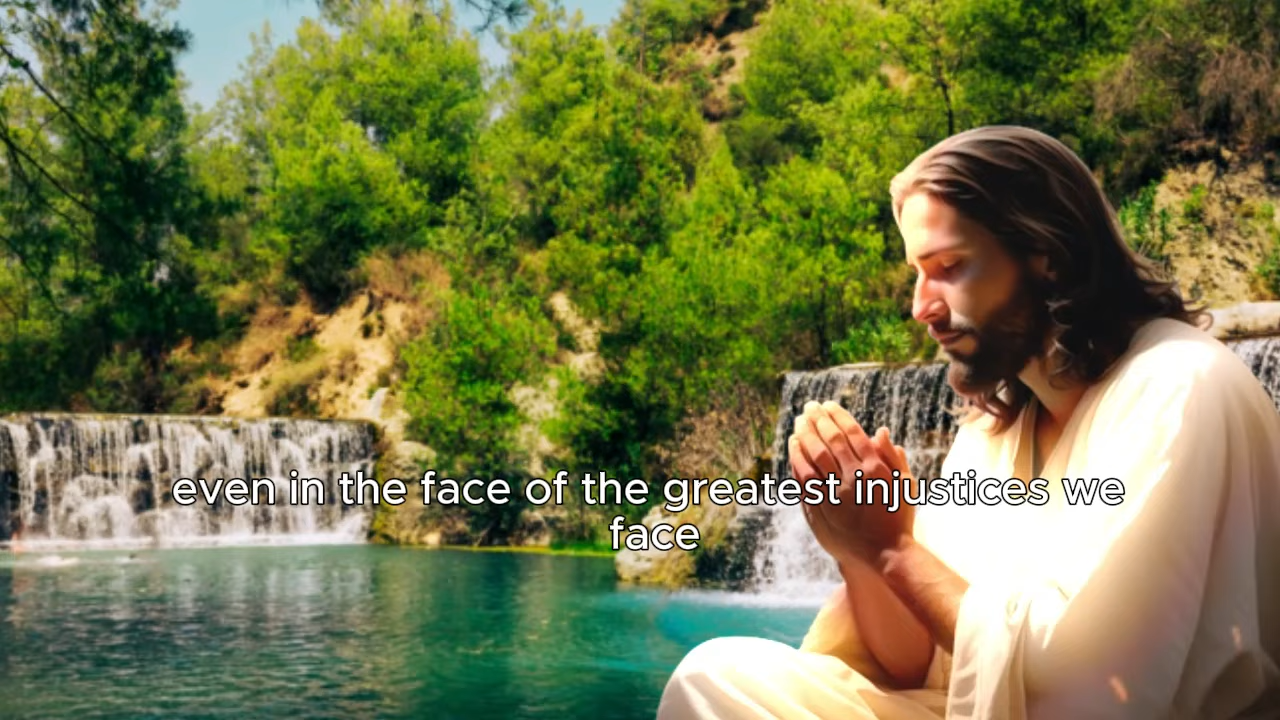 even in the face of the greatest injustices we
face